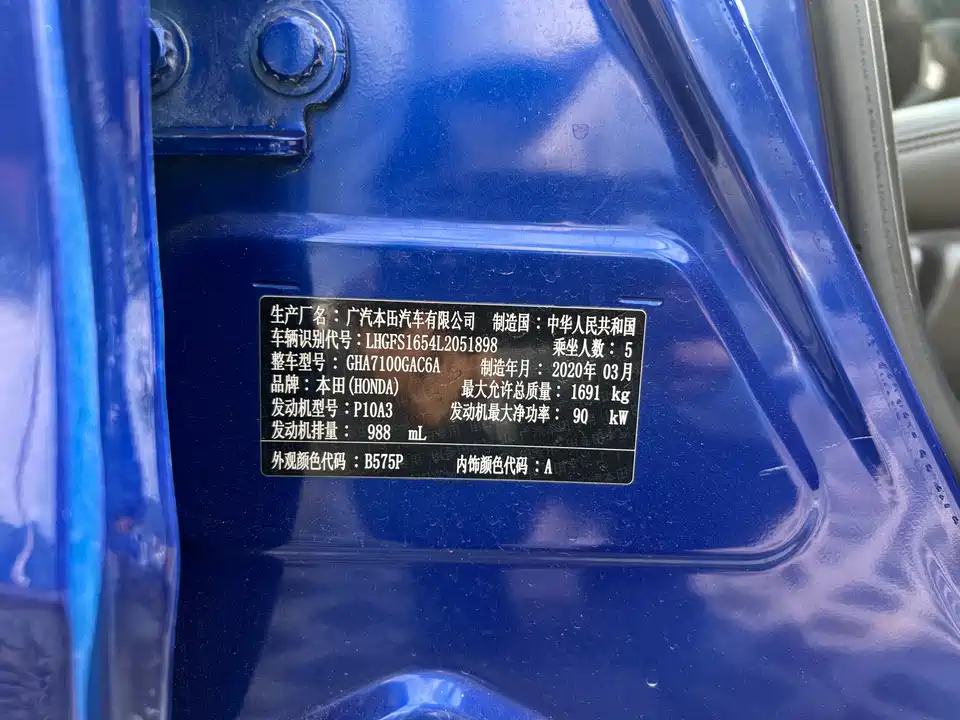 生产厂名：广汽本田汽车有限公司 制造国：中华人民共和国
车辆识别代号：LHGFS1654L2051898 乘坐人数：5
整车型号：GHA7100GAC6A 制造年月：2020年03月
品牌：本田(HONDA) 最大允许总质量：1691 kg
发动机型号：P10A3 发动机最大净功率：90 kW
发动机排量：988 mL
外观颜色代码：B575P 内饰颜色代码：A